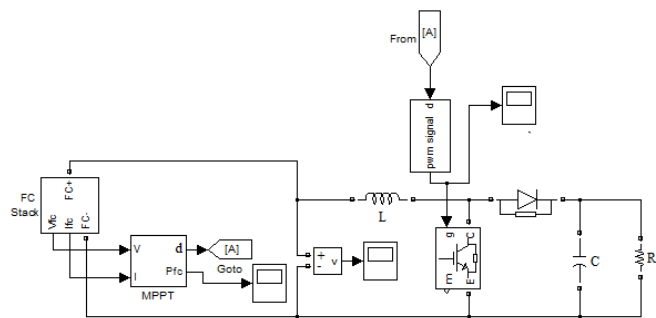 From
[A]
pwm signal d
FC
Stack
FC+
Vfc
Ifc
FC-
V
d
I
Pfc
MPPT
[A]
Goto
+
-
v
L
g
C
m
E
C
R